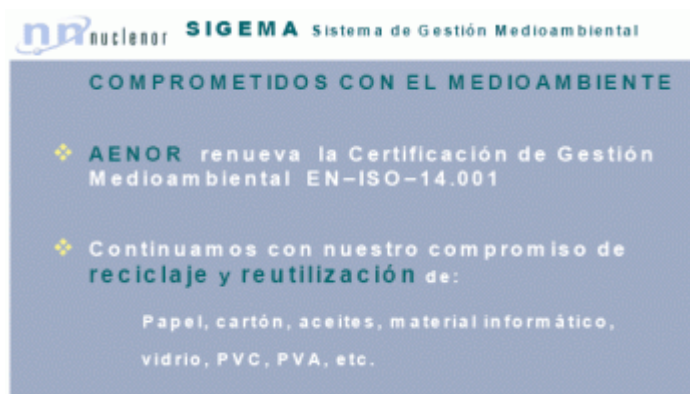 nn nuclenor SIGEMA Sistema de Gestión Medioambiental
COMPROMETIDOS CON EL MEDIOAMBIENTE
AENOR renueva la Certificación de Gestión
Medioambiental EN–ISO–14.001
Continuamos con nuestro compromiso de
reciclaje y reutilización de:
Papel, cartón, aceites, material informático,
vidrio, PVC, PVA, etc.